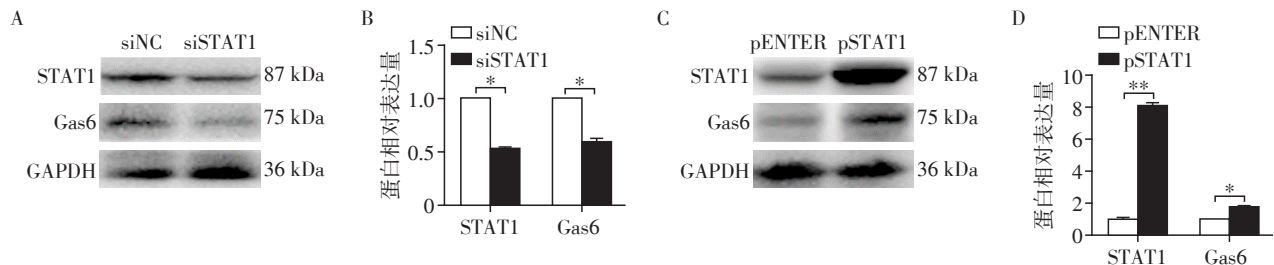 A
siNC siSTAT1
STAT1 87 kDa
Gas6 75 kDa
GAPDH 36 kDa
B
siNC
siSTAT1
蛋白相对表达量
1.5
1.0
0.5
0
* *
STAT1 Gas6
C
pENTER pSTAT1
STAT1 87 kDa
Gas6 75 kDa
GAPDH 36 kDa
D
pENTER
pSTAT1
蛋白相对表达量
10
8
6
4
2
0
** *
STAT1 Gas6